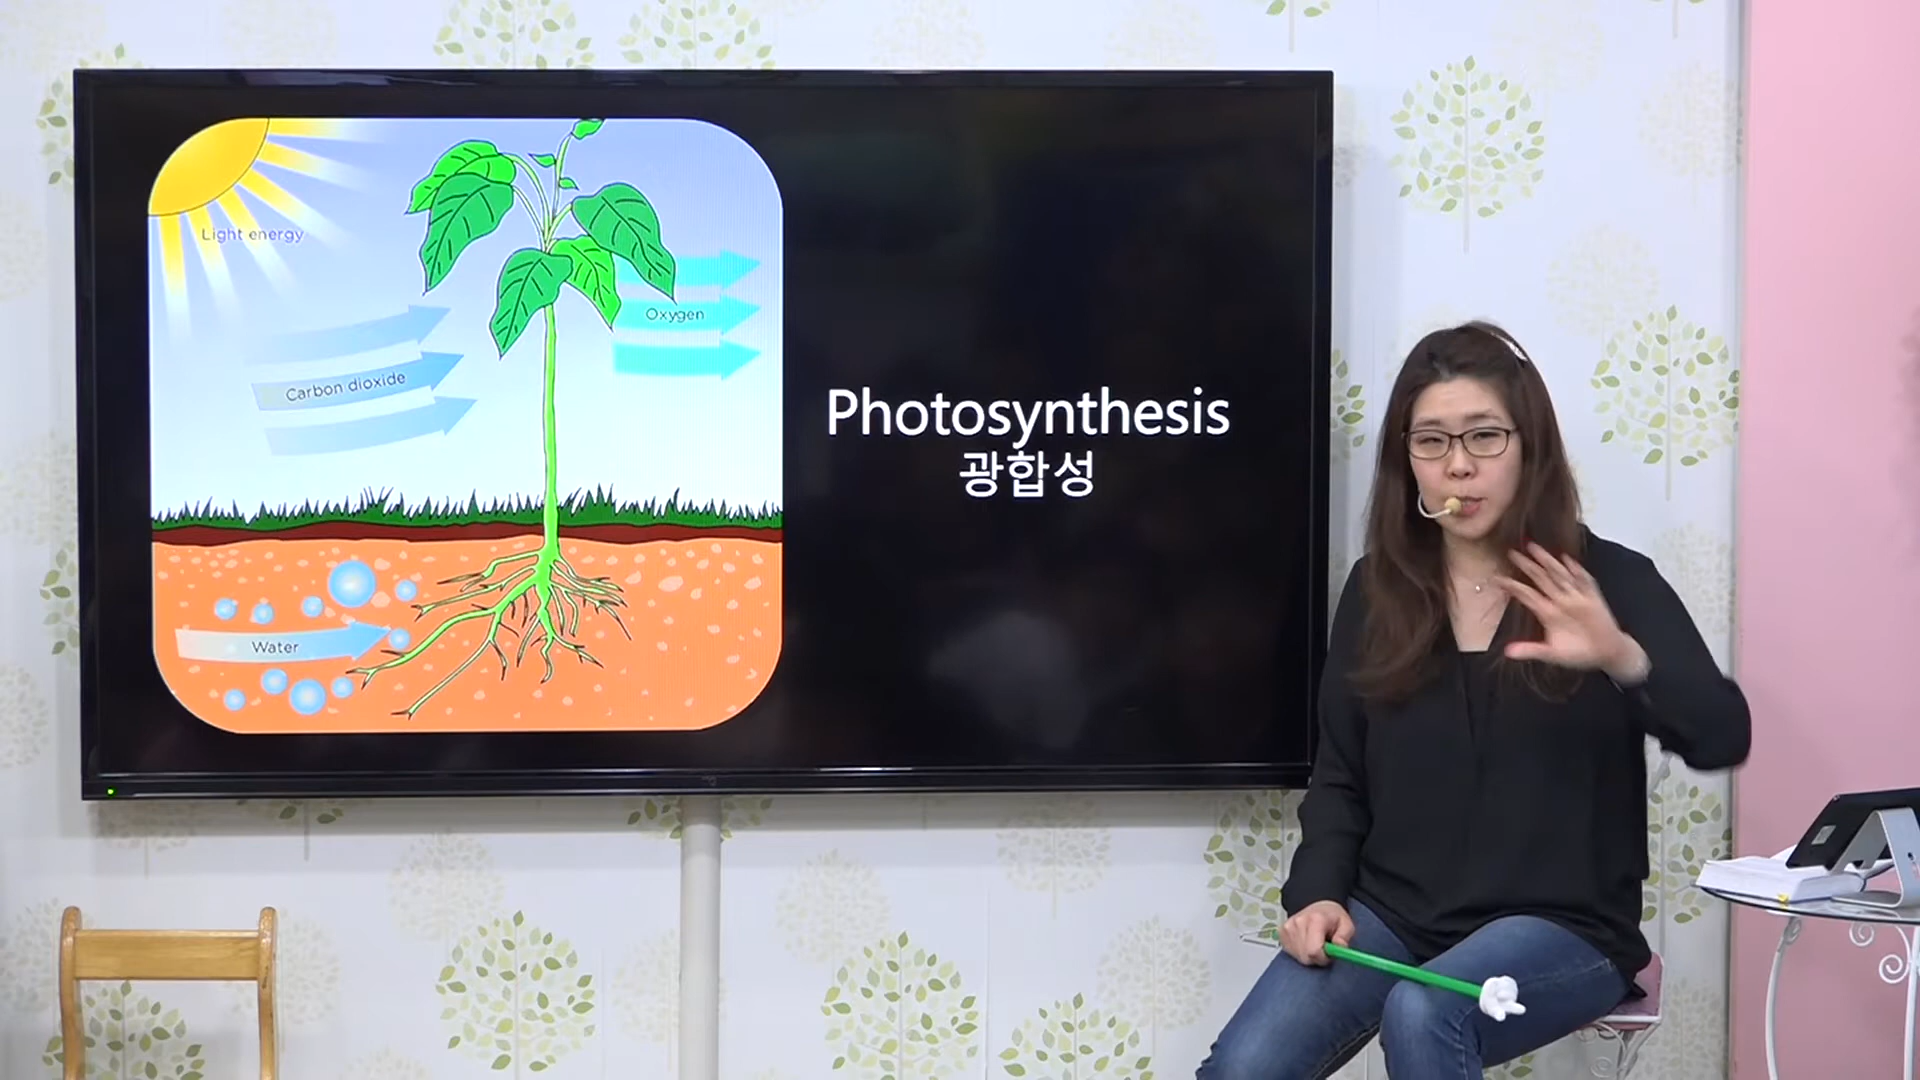 Light energy
Oxygen
Carbon dioxide
Photosynthesis
광합성
Water